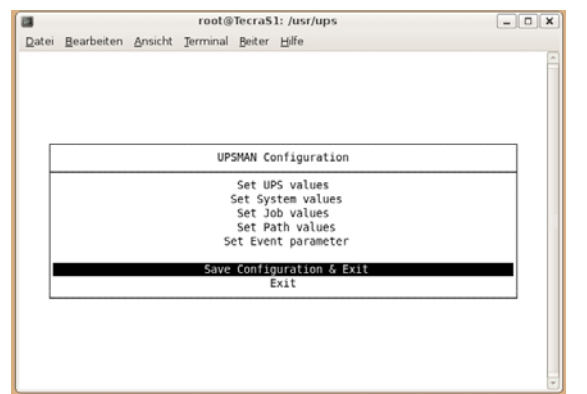 root@TecraS1: /usr/ups
Datei Bearbeiten Ansicht Terminal Reiter Hilfe
UPSMAN Configuration
Set UPS values
Set System values
Set Job values
Set Path values
Set Event parameter
Save Configuration & Exit
Exit